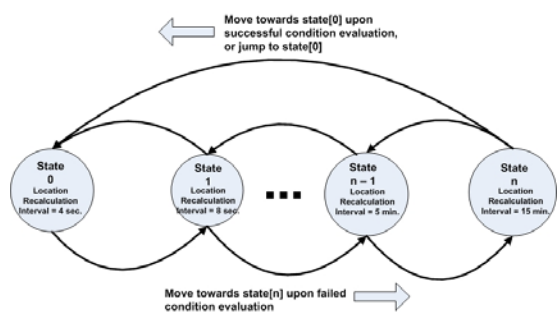 Move towards state[0] upon
successful condition evaluation,
or jump to state[0]
State
0
Location
Recalculation
Interval = 4 sec.
State
1
Location
Recalculation
Interval = 8 sec.
State
n – 1
Location
Recalculation
Interval = 5 min.
State
n
Location
Recalculation
Interval = 15 min.
Move towards state[n] upon failed
condition evaluation